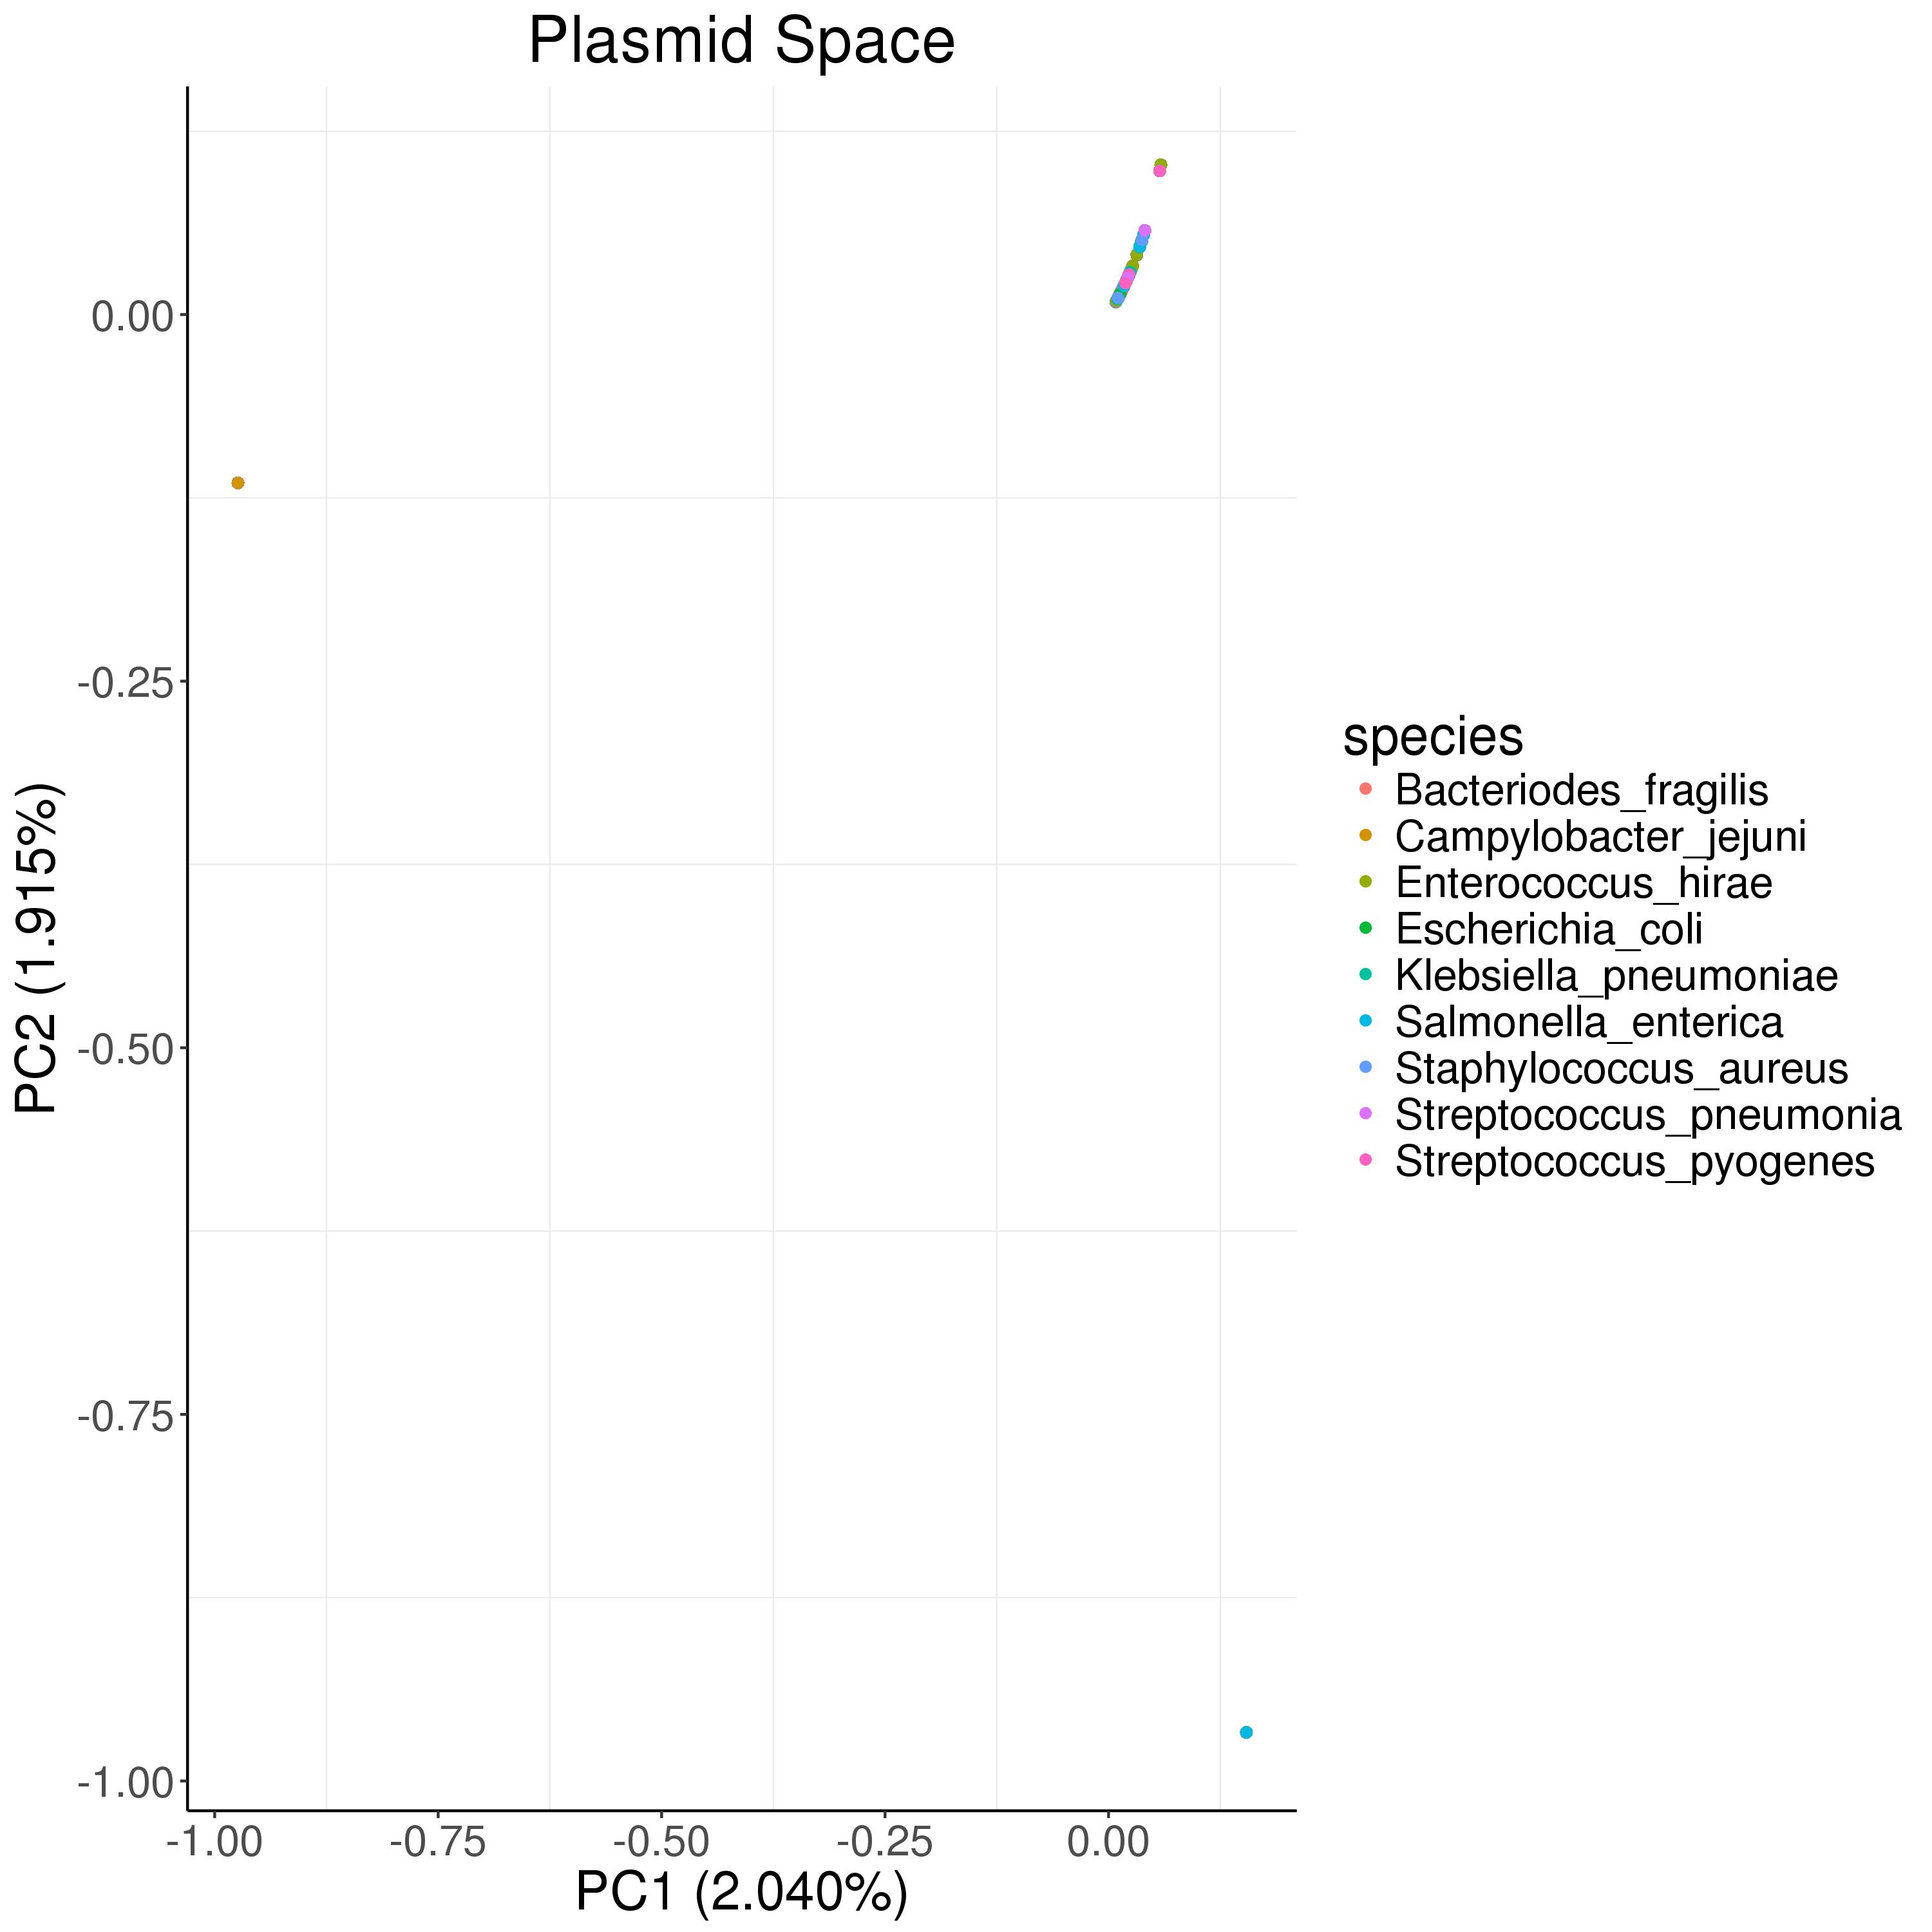 Plasmid Space
0.00
-0.25
-0.50
-0.75
-1.00
PC2 (1.915%)
-1.00
-0.75
-0.50
-0.25
0.00
PC1 (2.040%)
species
Bacteriodes_fragilis
Campylobacter_jejuni
Enterococcus_hirae
Escherichia_coli
Klebsiella_pneumoniae
Salmonella_enterica
Staphylococcus_aureus
Streptococcus_pneumonia
Streptococcus_pyogenes